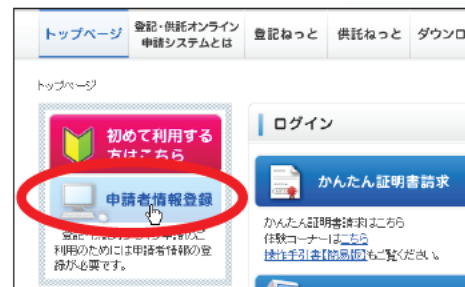 トップページ
登記・供託オンライン
申請システムとは
登記ねっと
供託ねっと
ダウンロ
トップページ
初めて利用する
方はこちら
申請者情報登録
利用のためには申請者情報の登
録が必要です。
ログイン
かんたん証明書請求
かんたん証明書請求はこちら
体験コーナーはこちら
操作手引書【簡易版】もご覧ください。